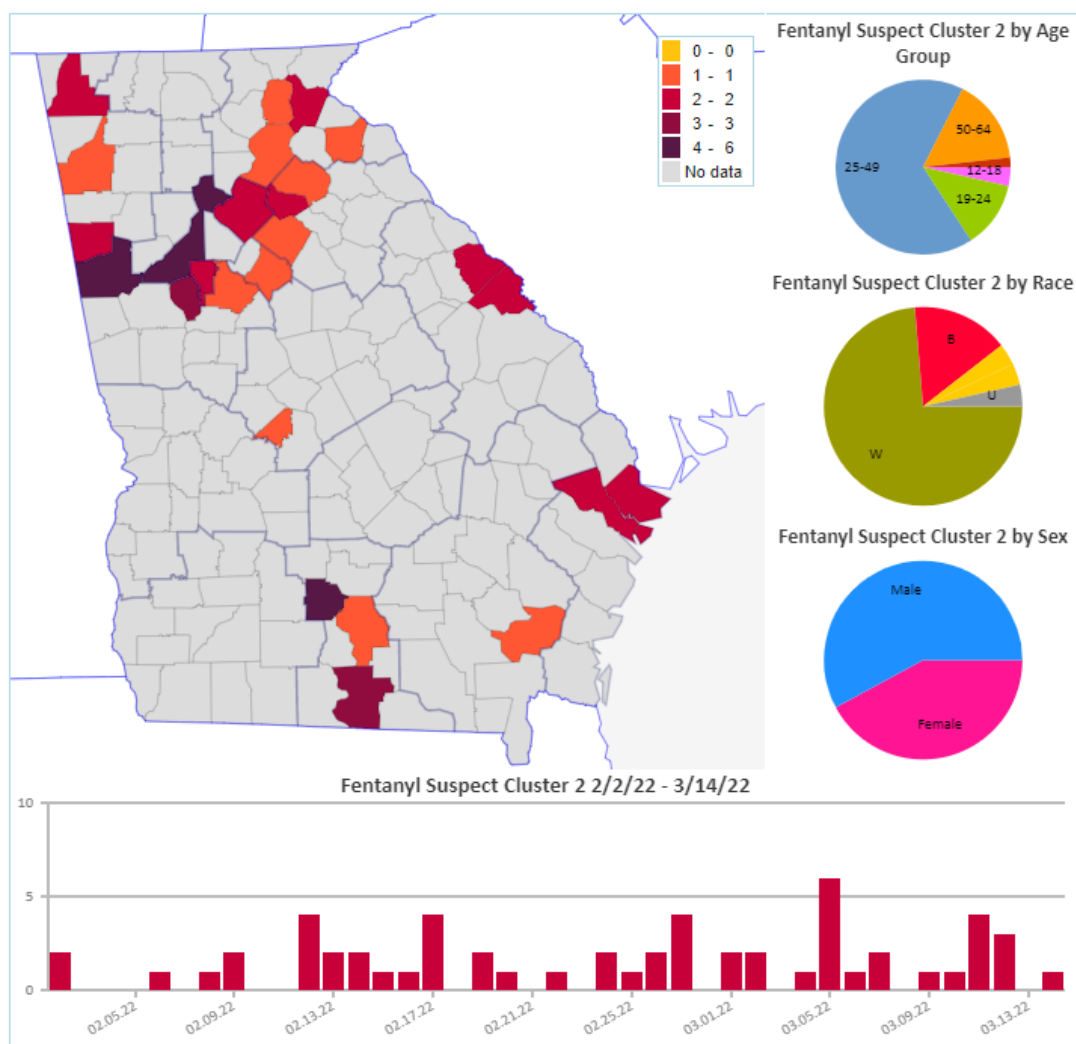 0 - 0
1 - 1
2 - 2
3 - 3
4 - 6
No data
Fentanyl Suspect Cluster 2 by Age
Group
50-64
25-49
12-18
19-24
Fentanyl Suspect Cluster 2 by Race
B
U
W
Fentanyl Suspect Cluster 2 by Sex
Male
Female
Fentanyl Suspect Cluster 2 2/2/22 - 3/14/22
10
5
0
02.05.22
02.09.22
02.13.22
02.17.22
02.21.22
02.25.22
03.01.22
03.05.22
03.09.22
03.13.22